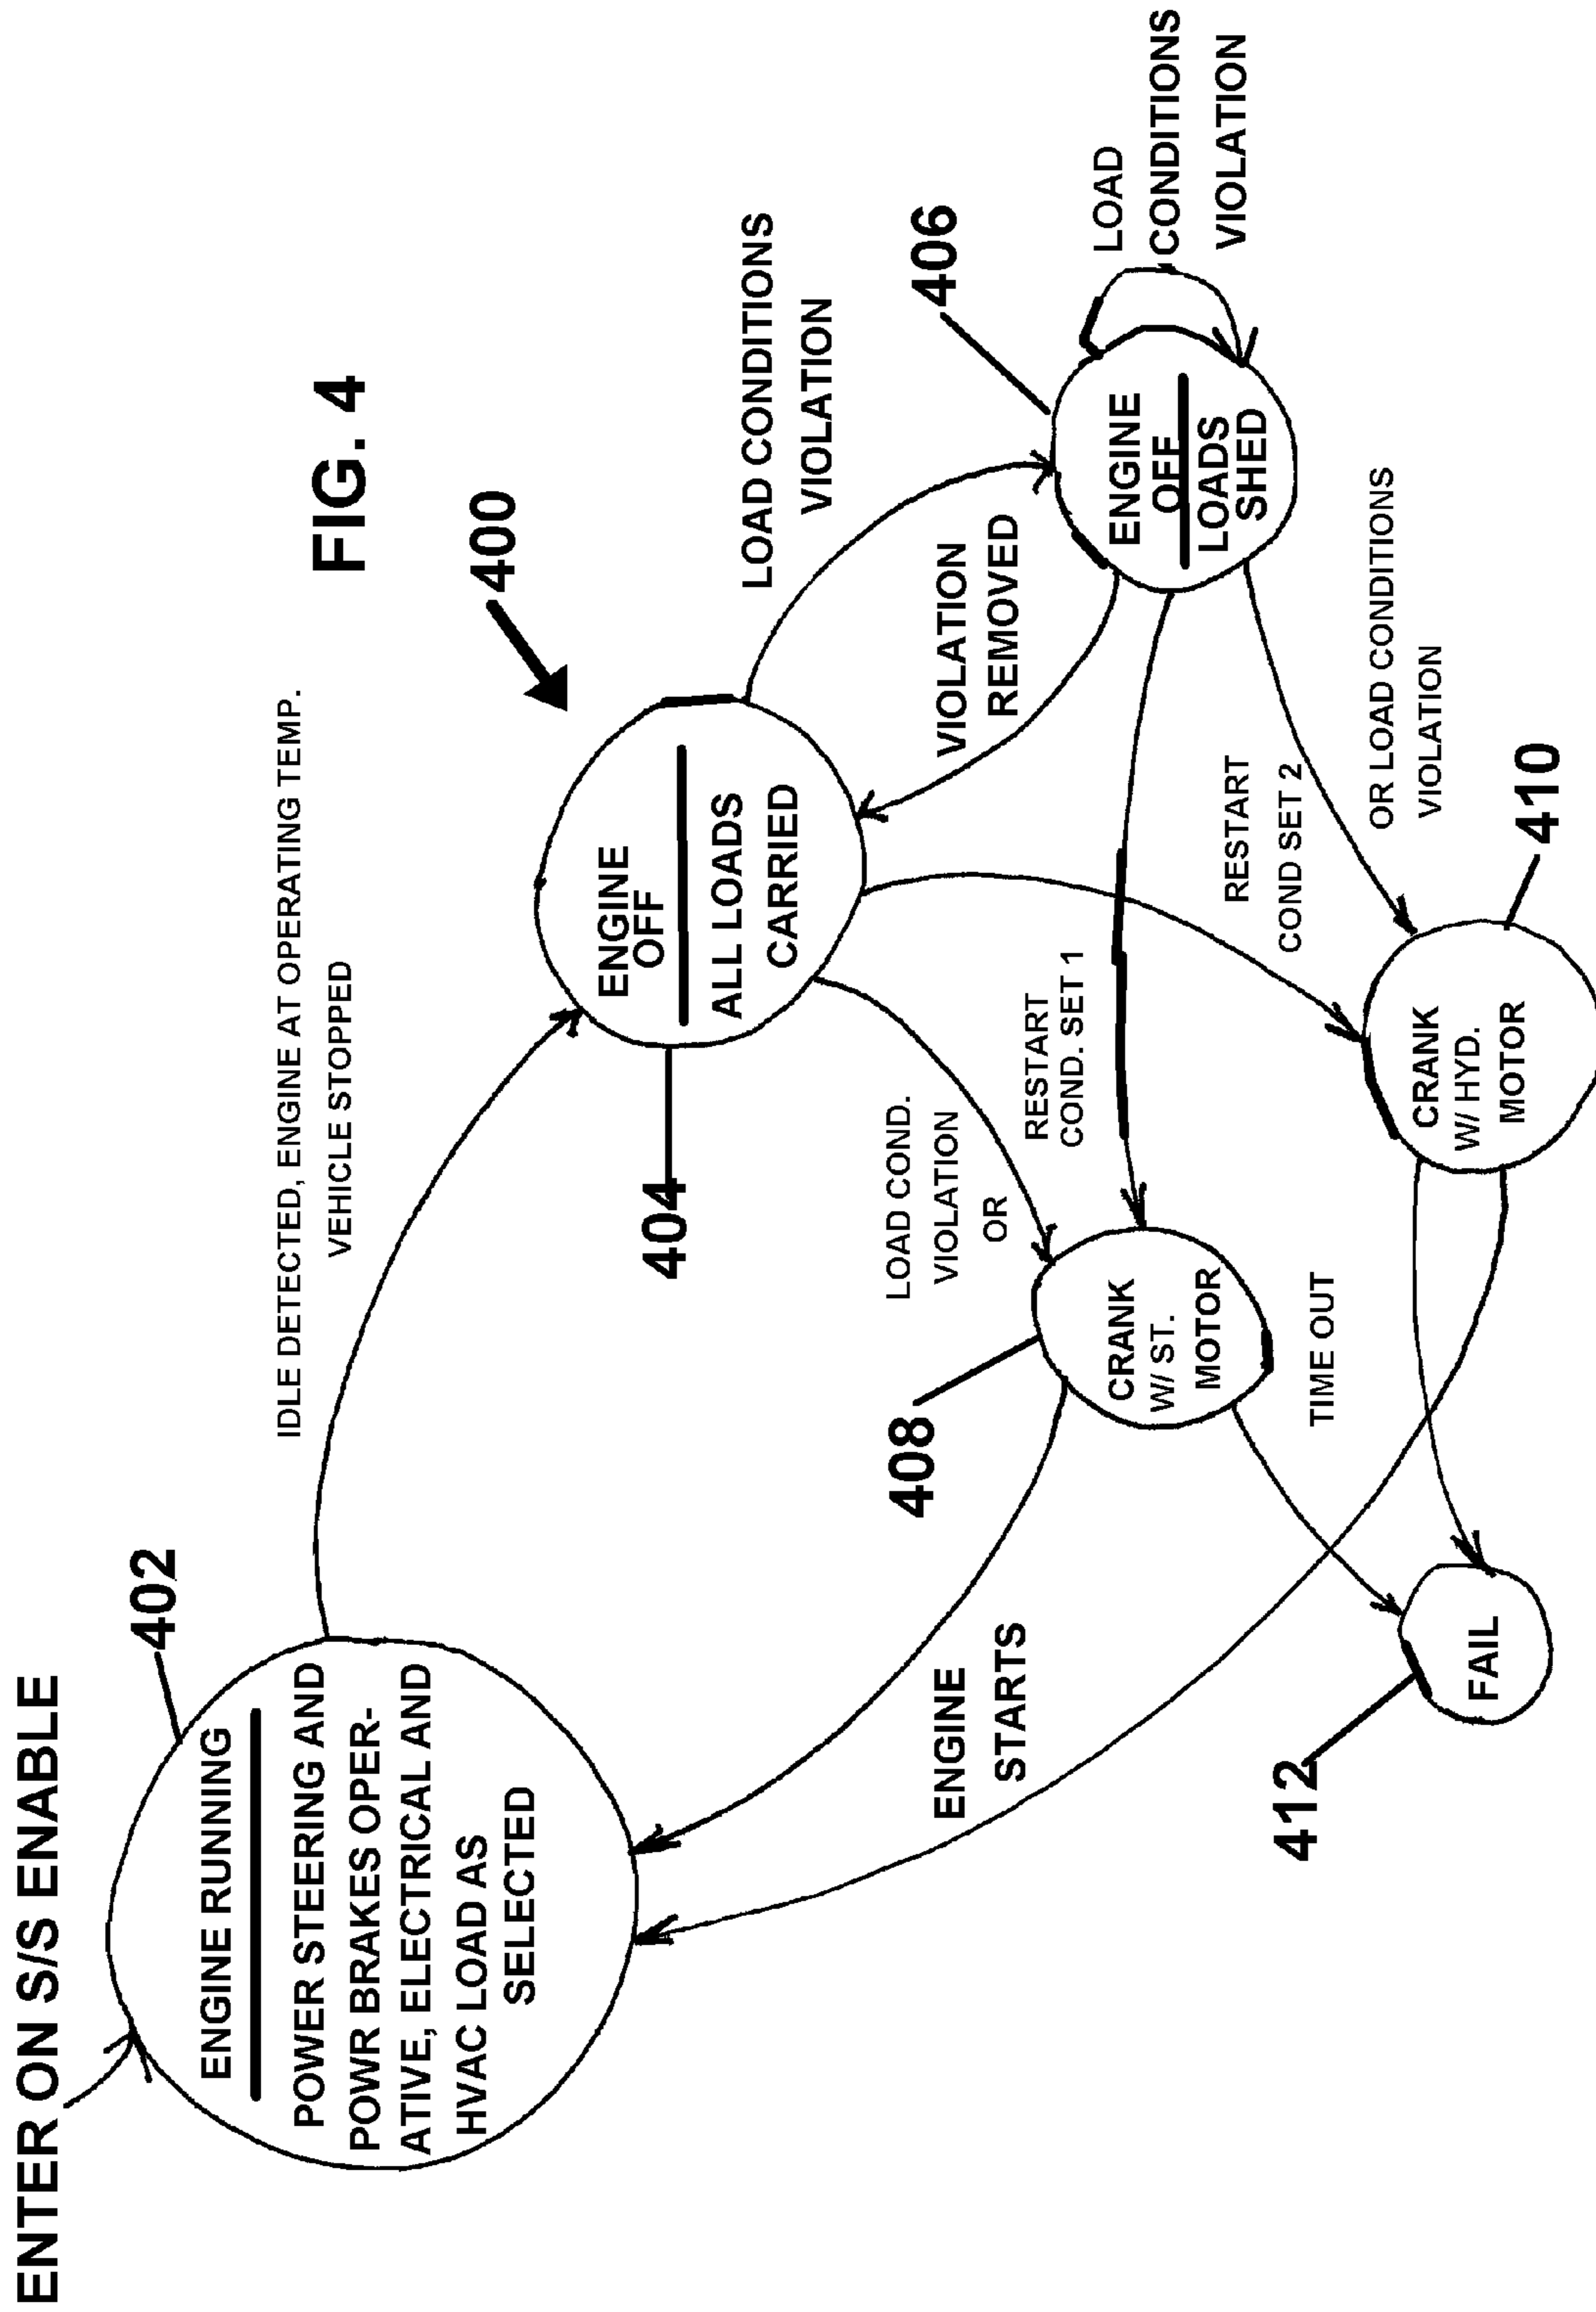 ENTER ON S/S ENABLE
FIG. 4
400
402
ENGINE RUNNING
POWER STEERING AND
POWR BRAKES OPER-
ATIVE, ELECTRICAL AND
HVAC LOAD AS
SELECTED
IDLE DETECTED, ENGINE AT OPERATING TEMP.
VEHICLE STOPPED
404
ENGINE
OFF
ALL LOADS
CARRIED
LOAD CONDITIONS
VIOLATION
406
ENGINE
OFF
LOADS
SHED
LOAD
CONDITIONS
VIOLATION
VIOLATION
REMOVED
LOAD COND.
VIOLATION
OR
RESTART
COND. SET 1
RESTART
COND SET 2
OR LOAD CONDITIONS
VIOLATION
408
CRANK
W/ ST.
MOTOR
410
CRANK
W/ HYD.
MOTOR
ENGINE
STARTS
TIME OUT
412
FAIL